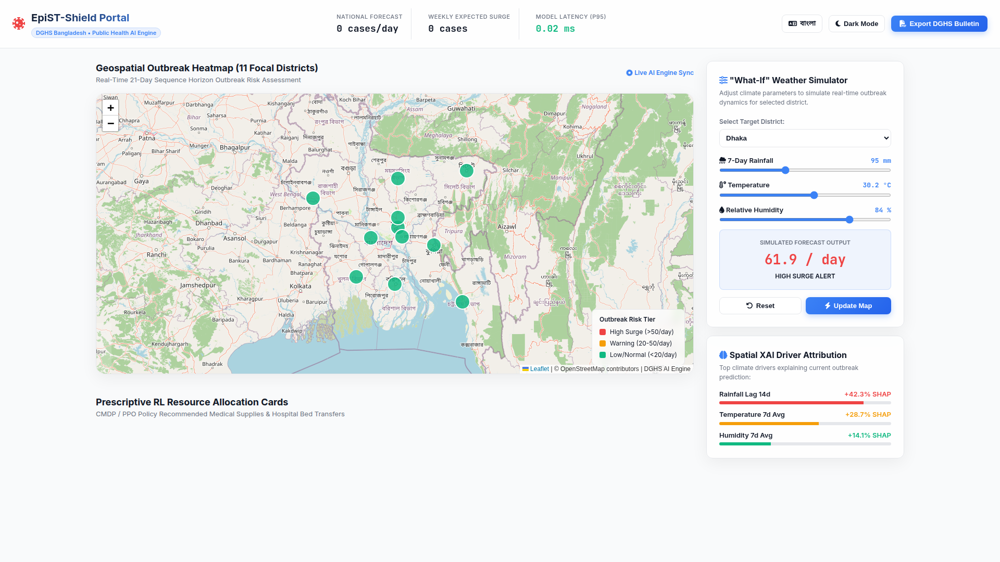 EpiST-Shield Portal
DGHS Bangladesh • Public Health AI Engine
NATIONAL FORECAST
0 cases/day
WEEKLY EXPECTED SURGE
0 cases
MODEL LATENCY (P95)
0.02 ms
বাংলা
Dark Mode
Export DGHS Bulletin
Geospatial Outbreak Heatmap (11 Focal Districts)
Real-Time 21-Day Sequence Horizon Outbreak Risk Assessment
Live AI Engine Sync
+
−
Siwan
Muzaffarpur
Darbhanga
Kishanganj
Koch Bihar
Barpeta
Guwahati
Nagaland
Assam
Dimapur
Bihar
Saharsa
ঠাকুরগাঁও
লালমনিরহাট
Chhapra
Purnia
রংপুর বিভাগ
Kohima
Sonma
Katihar
Patna
Arrah
Raiganj
দিনাজপুর
Meghalaya
Shillong
Munger
Bhagalpur
গাইবান্ধা
Balurghat
Paliganj
Bihar Sharif
Malda
শেরপুর
সুনামগঞ্জ
Ukhrul
নওগাঁ
বগুড়া
Silchar
Gaya
Aurangabad
চাঁপাইনবাবগঞ্জ
Manipur
Deoghar
রাজশাহী
বিভাগ
সিরাজগঞ্জ
সিলেট বিভাগ
West Bengal
কিশোরগঞ্জ
হবিগঞ্জ
Berhampore
টাঙ্গাইল
Giridih
পাবনা
ব্রাহ্মণবাড়িয়া
Hazaribagh
Dhanbad
Siuri
Beldanga
কুষ্টিয়া
মানিকগঞ্জ
Aizawl
Jharkhand
চুয়াডাঙ্গা
Tripura
Bokaro
Asansol
Durgapur
Purulia
ঝিনাইদহ
Ranchi
Krishnanagar
যশোর
মাদারীপুর
চাঁদপুর
Mizoram
খাগড়াছড়ি
Bankura
Bardhaman
Ranaghat
গোপালগঞ্জ
ফেনী
Bhatpara
নোয়াখালী
রাঙ্গামাটি
Jamshedpur
Kolkata
পিরোজপুর
Kharagpur
Uluberia
Baruipur
বরিশাল বিভাগ
Rourkela
Haldia
Baripada
Kakdwip
Kendujhargarh
কক্সবাজার
Bhadrak
Outbreak Risk Tier
High Surge (>50/day)
Warning (20-50/day)
Low/Normal (<20/day)
Leaflet | © OpenStreetMap contributors | DGHS AI Engine
Prescriptive RL Resource Allocation Cards
CMDP / PPO Policy Recommended Medical Supplies & Hospital Bed Transfers
"What-If" Weather Simulator
Adjust climate parameters to simulate real-time outbreak
dynamics for selected district.
Select Target District:
Dhaka
7-Day Rainfall
95 mm
Temperature
30.2 °C
Relative Humidity
84 %
SIMULATED FORECAST OUTPUT
61.9 / day
HIGH SURGE ALERT
Reset
Update Map
Spatial XAI Driver Attribution
Top climate drivers explaining current outbreak
prediction:
Rainfall Lag 14d
+42.3% SHAP
Temperature 7d Avg
+28.7% SHAP
Humidity 7d Avg
+14.1% SHAP